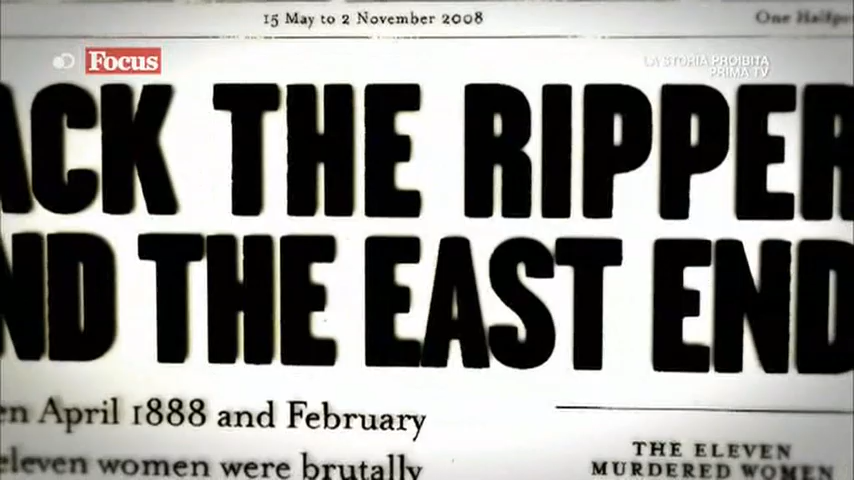 15 May to 2 November 2008
One Halfpe
Focus
LA STORIA PROIBITA
PRIMA TV
ACK THE RIPPER
ND THE EAST END
en April 1888 and February
eleven women were brutally
THE ELEVEN
MURDERED WOMEN